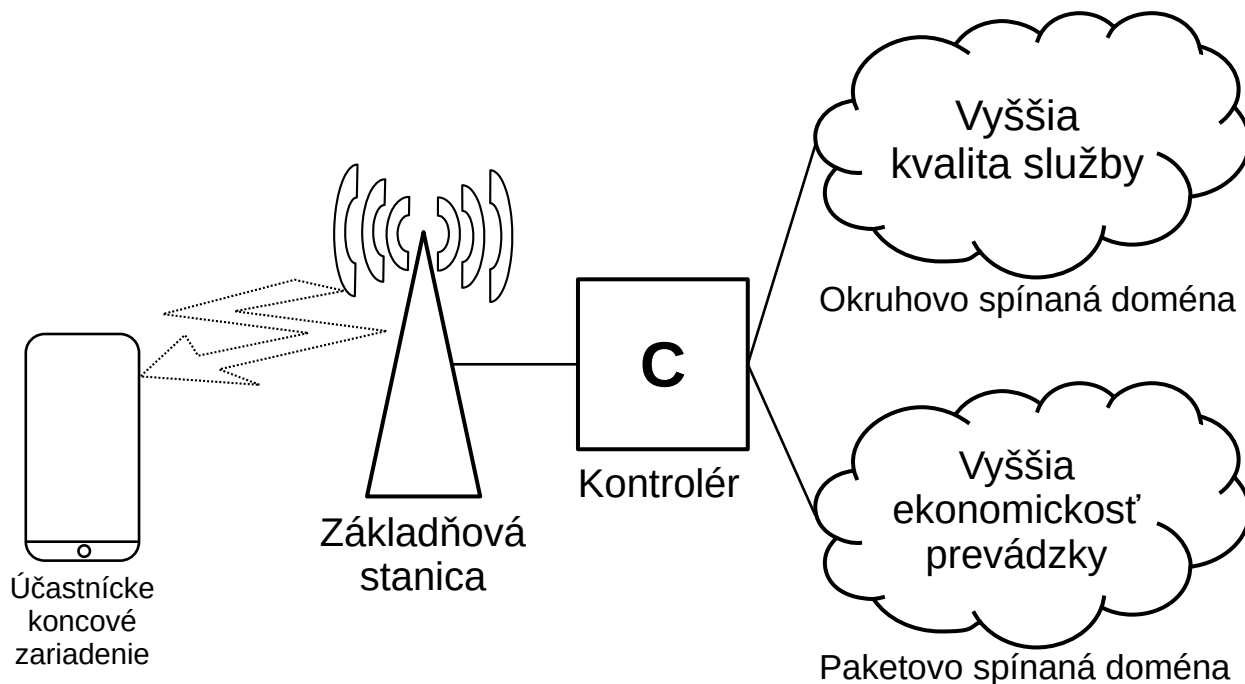 Účastnícke
koncové
zariadenie
Základňová
stanica
C
Kontrolér
Vyššia
kvalita služby
Okruhovo spínaná doména
Vyššia
ekonomickosť
prevádzky
Paketovo spínaná doména